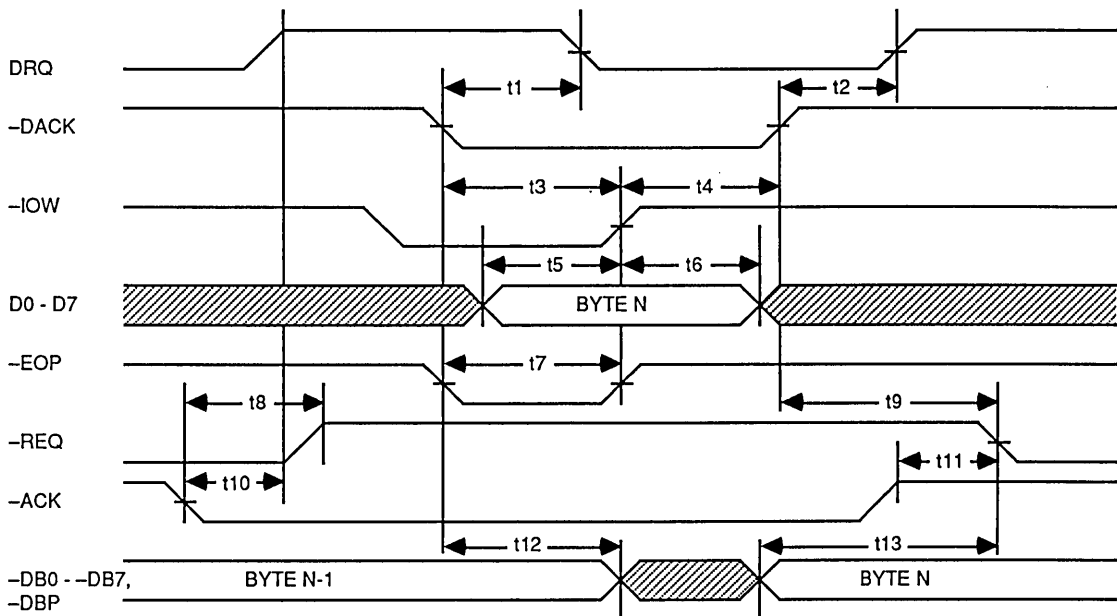 DRQ
t1
t2
–DACK
t3
t4
–IOW
t5
t6
D0 - D7
BYTE N
–EOP
t7
t8
t9
–REQ
t10
t11
–ACK
t12
t13
–DB0 - –DB7,
–DBP
BYTE N-1
BYTE N